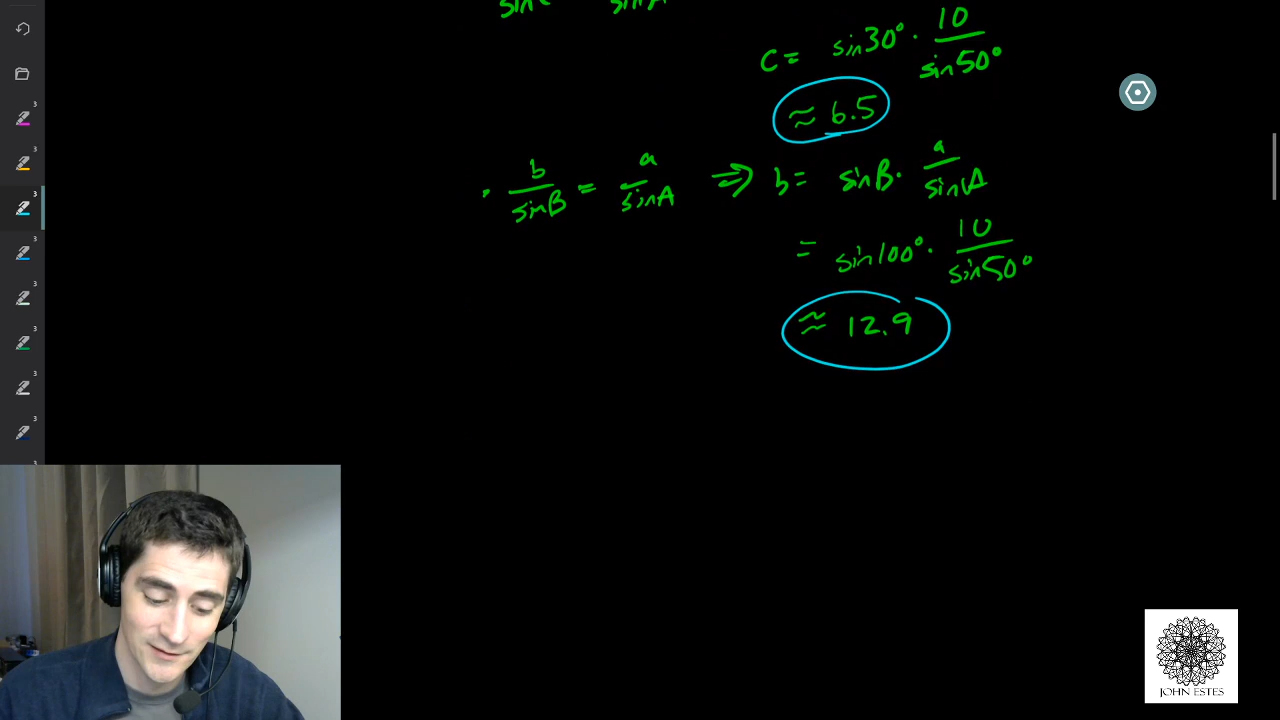 c = sin30° · 10/sin50°
≈ 6.5
· b/sinB = a/sinA ⇒ b = sinB · a/sinA
= sin100° · 10/sin50°
≈ 12.9
JOHN ESTES